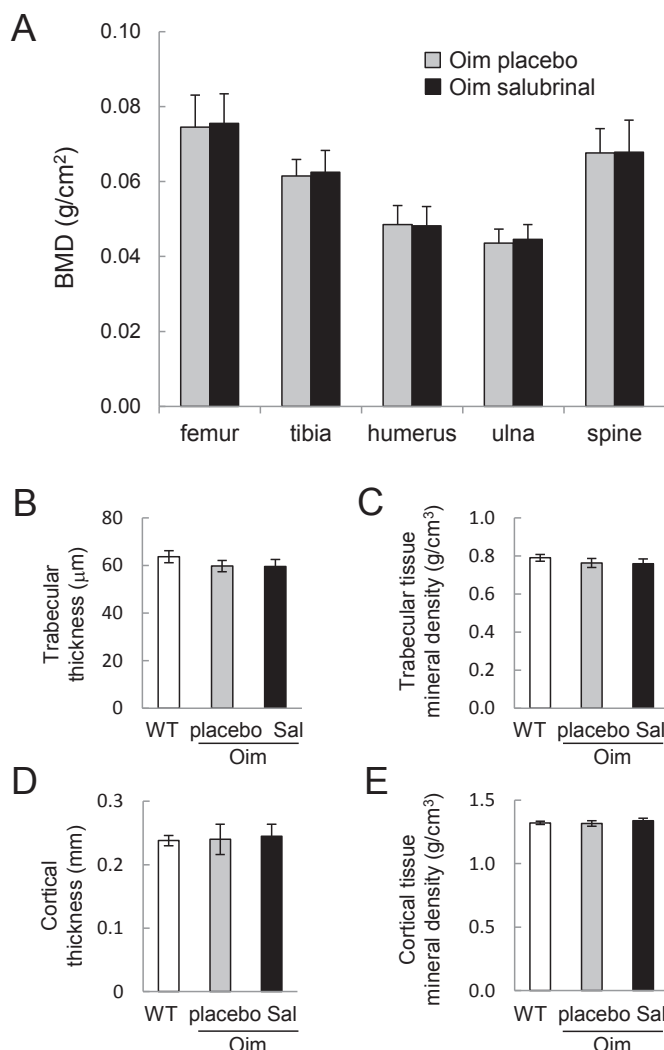 A
0.10
0.08
0.06
0.04
0.02
0.00
BMD (g/cm²)
Oim placebo
Oim salubrinal
femur tibia humerus ulna spine
B
80
60
40
20
0
Trabecular
thickness (μm)
WT placebo Sal
Oim
C
1.0
0.8
0.6
0.4
0.2
0.0
Trabecular tissue
mineral density (g/cm³)
WT placebo Sal
Oim
D
0.3
0.2
0.1
0
Cortical
thickness (mm)
WT placebo Sal
Oim
E
1.5
1.0
0.5
0.0
Cortical tissue
mineral density (g/cm³)
WT placebo Sal
Oim